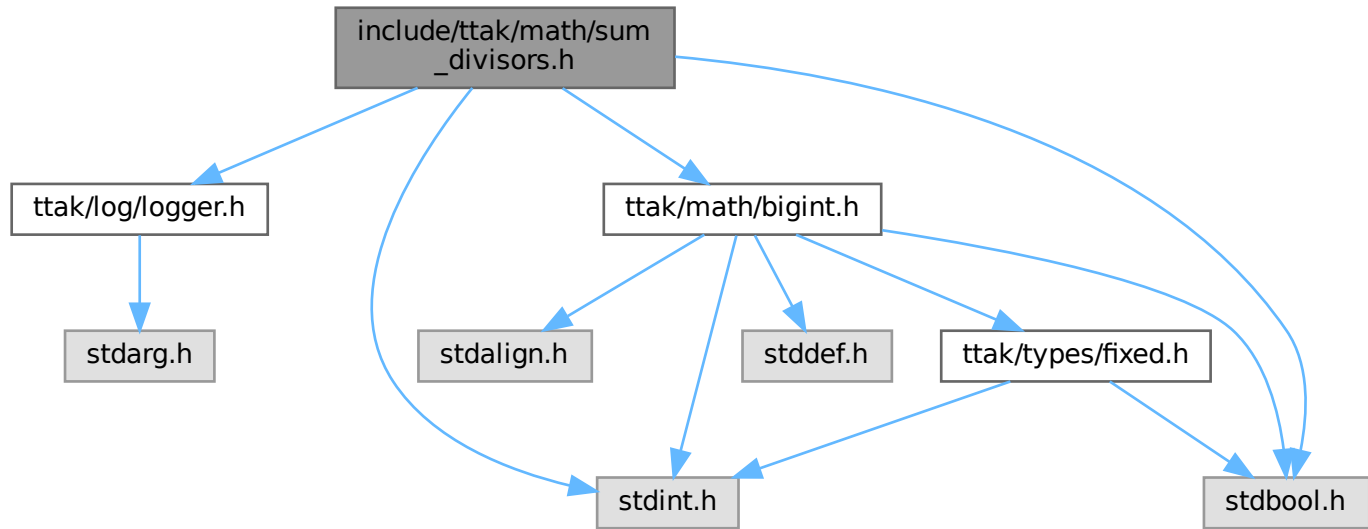 include/ttak/math/sum
_divisors.h
ttak/log/logger.h
ttak/math/bigint.h
stdarg.h
stdalign.h
stddef.h
ttak/types/fixed.h
stdint.h
stdbool.h